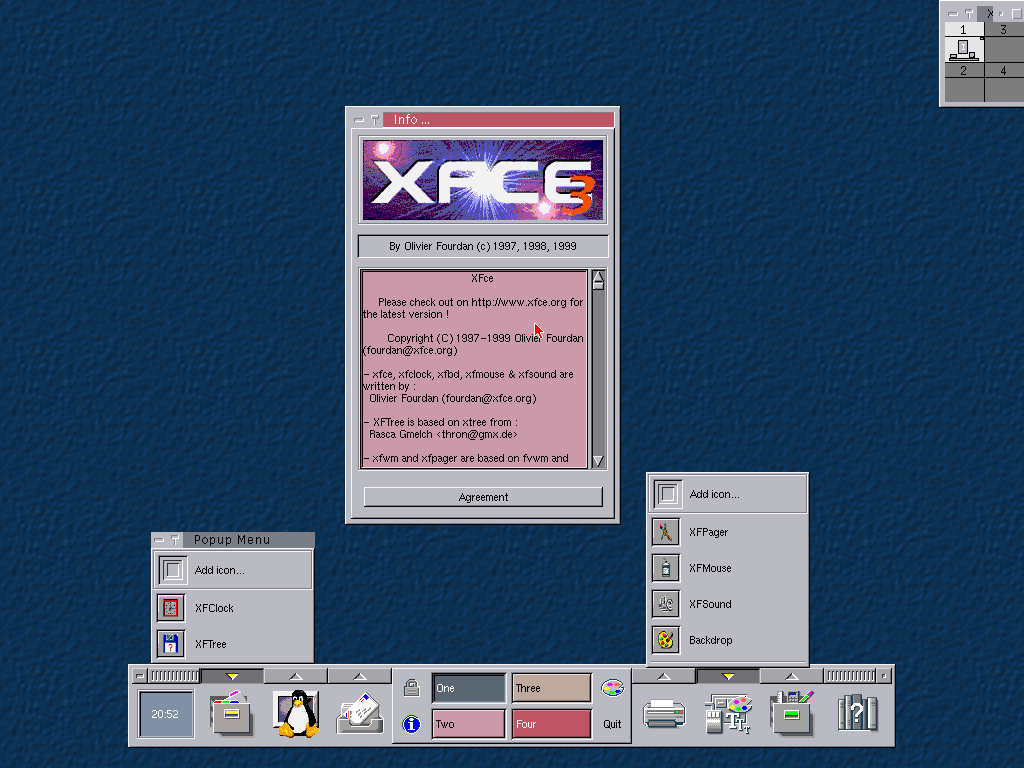 X
1 3
2 4
Info ...
XFCE 3
By Olivier Fourdan (c) 1997, 1998, 1999
XFce
Please check out on http://www.xfce.org for
the latest version !
Copyright (C) 1997-1999 Olivier Fourdan
(fourdan@xfce.org)
- xfce, xfclock, xfbd, xfmouse & xfsound are
written by :
Olivier Fourdan (fourdan@xfce.org)
- XFTree is based on xtree from :
Rasca Gmelch <thron@gmx.de>
- xfwm and xfpager are based on fvwm and
Agreement
Add icon...
XFPager
XFMouse
XFSound
Backdrop
Popup Menu
Add icon...
XFClock
XFTree
20:52
One
Three
Two
Four
Quit